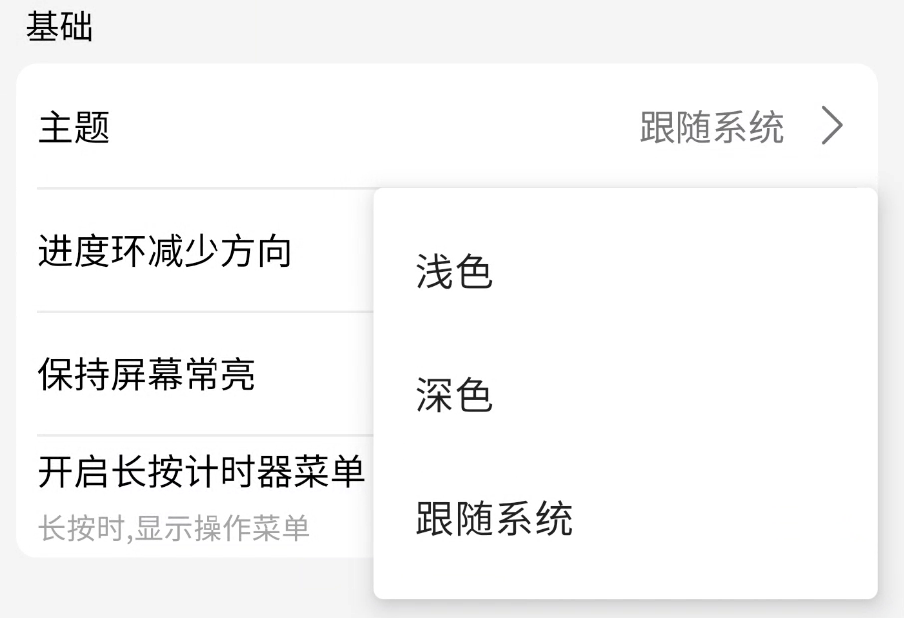 基础
主题
跟随系统
进度环减少方向
保持屏幕常亮
开启长按计时器菜单
长按时,显示操作菜单
浅色
深色
跟随系统